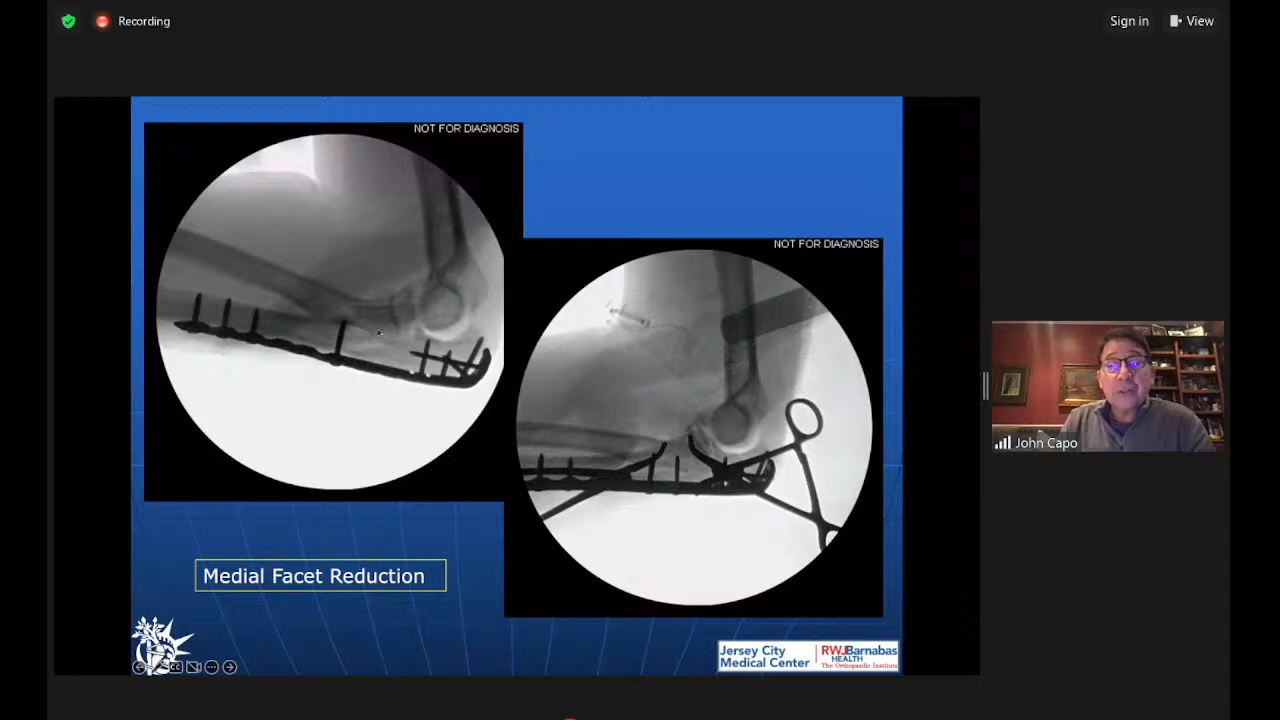 Recording
Sign in
View
NOT FOR DIAGNOSIS
NOT FOR DIAGNOSIS
John Capo
Medial Facet Reduction
Jersey City
Medical Center
RWJBarnabas
HEALTH
The Orthopaedic Institute
CC